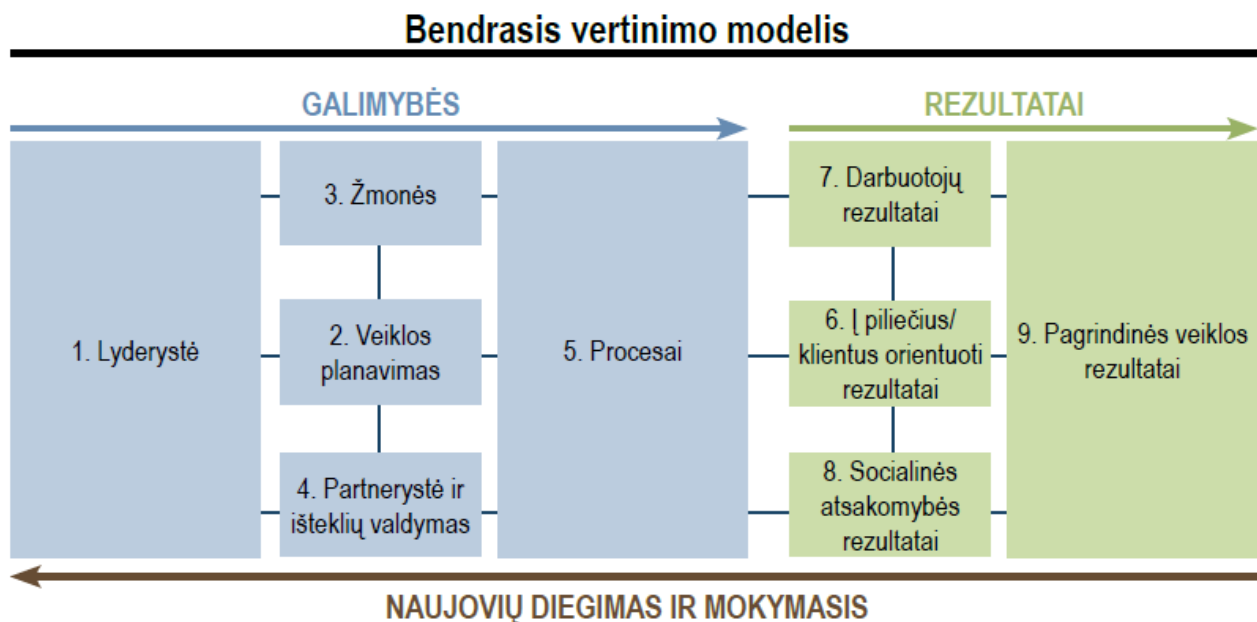 Bendrasis vertinimo modelis
GALIMYBĖS
REZULTATAI
1. Lyderystė
3. Žmonės
2. Veiklos
planavimas
4. Partnerystė ir
išteklių valdymas
5. Procesai
7. Darbuotojų
rezultatai
6. Į piliečius/
klientus orientuoti
rezultatai
8. Socialinės
atsakomybės
rezultatai
9. Pagrindinės veiklos
rezultatai
NAUJOVIŲ DIEGIMAS IR MOKYMASIS